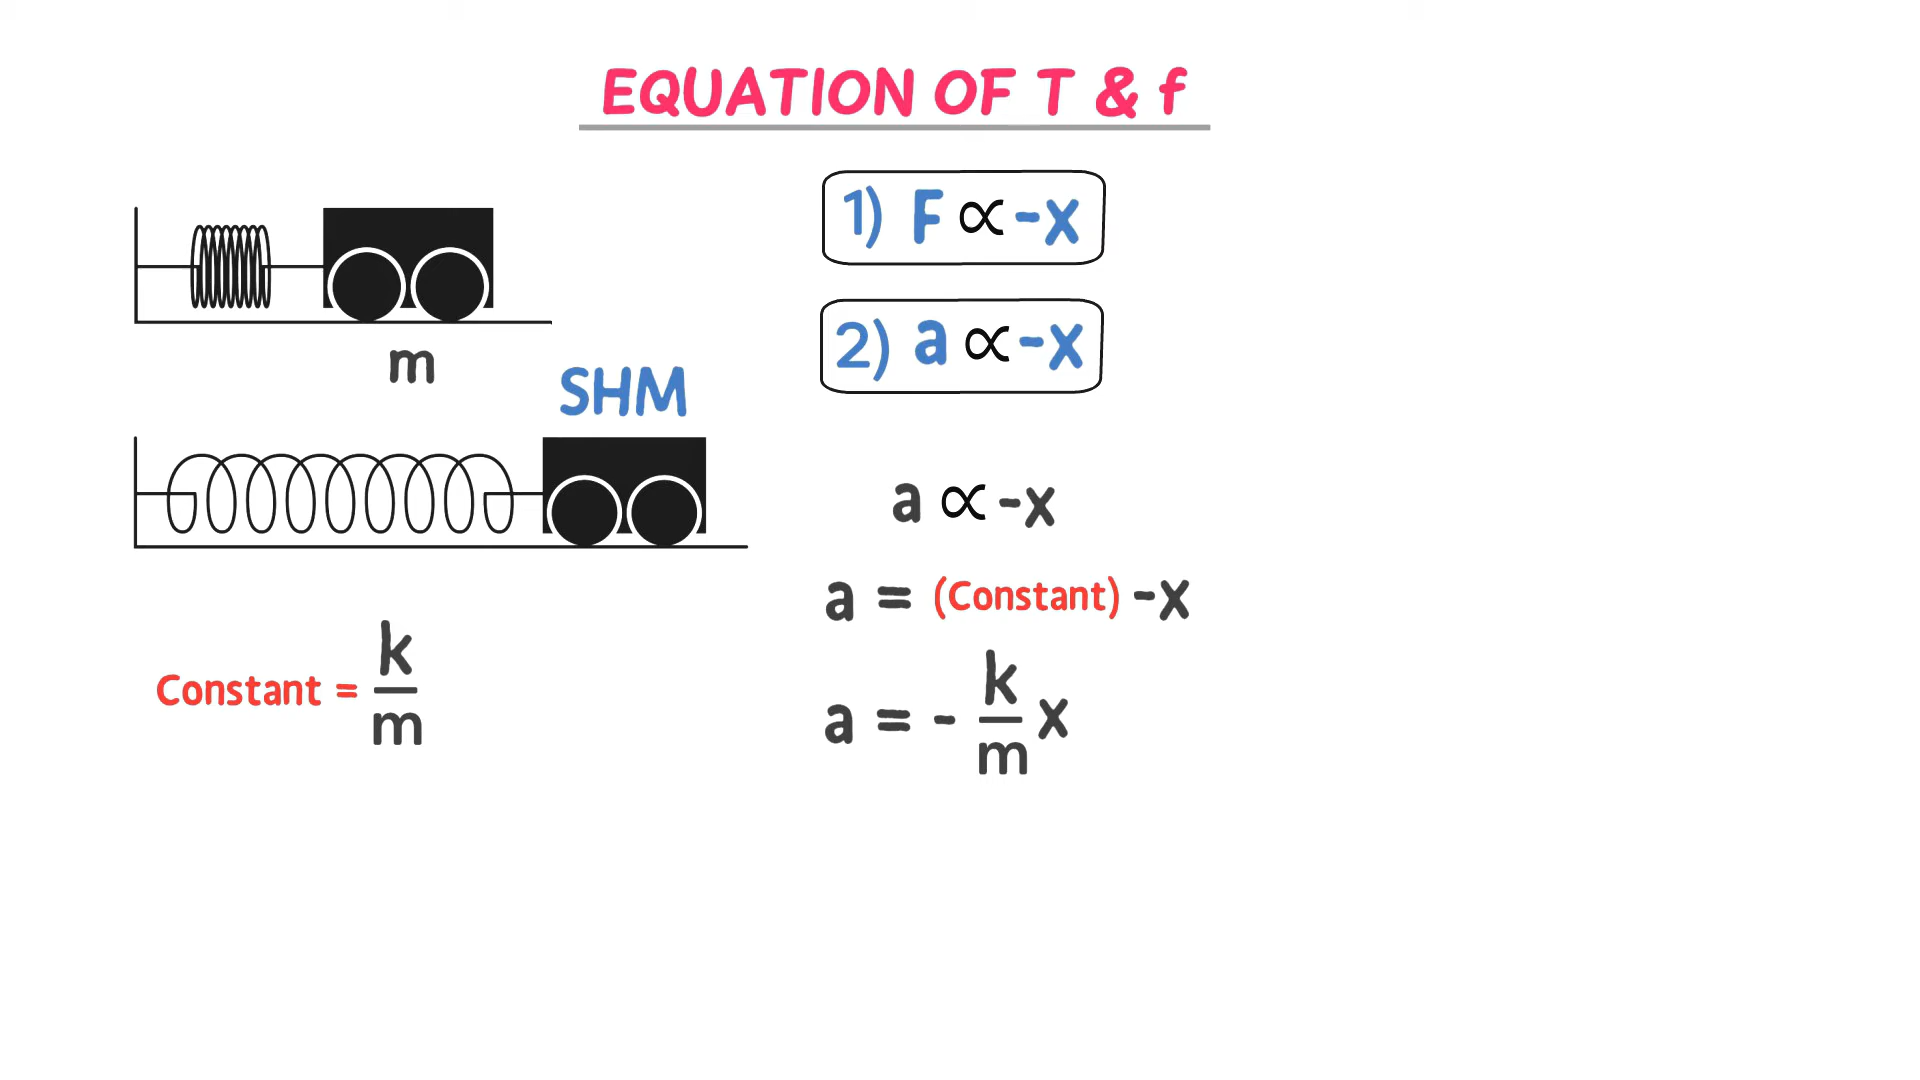 EQUATION OF T & f
m
SHM
Constant = k/m
1) F ∝ -x
2) a ∝ -x
a ∝ -x
a = (Constant) -x
a = - k/m x